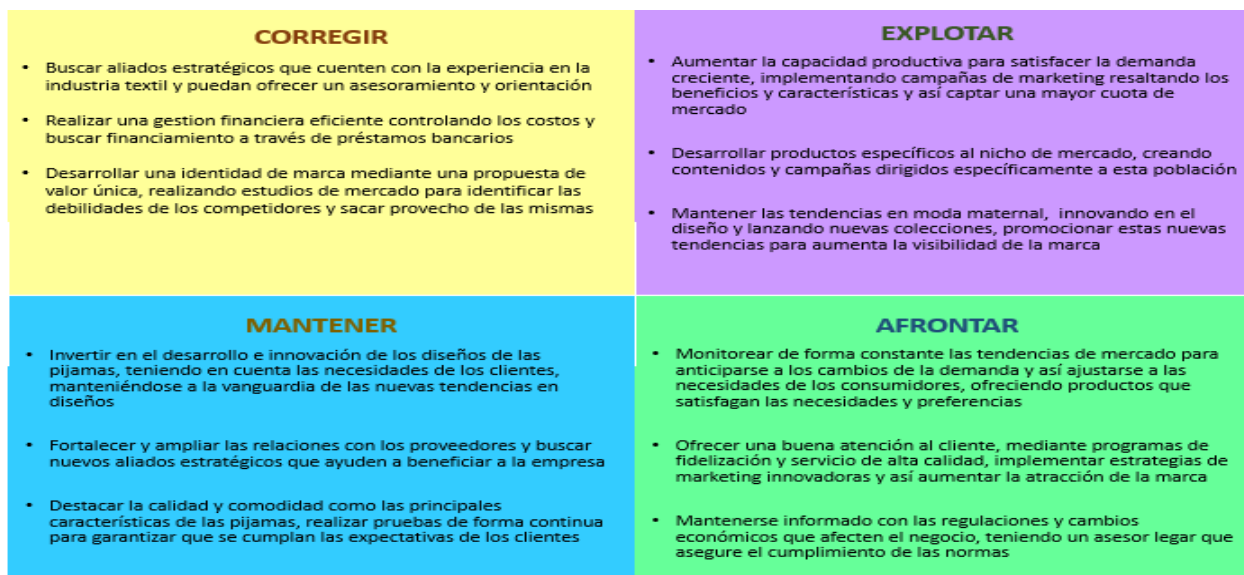 CORREGIR
• Buscar aliados estratégicos que cuenten con la experiencia en la
industria textil y puedan ofrecer un asesoramiento y orientación
• Realizar una gestion financiera eficiente controlando los costos y
buscar financiamiento a través de préstamos bancarios
• Desarrollar una identidad de marca mediante una propuesta de
valor única, realizando estudios de mercado para identificar las
debilidades de los competidores y sacar provecho de las mismas
EXPLOTAR
• Aumentar la capacidad productiva para satisfacer la demanda
creciente, implementando campañas de marketing resaltando los
beneficios y características y así captar una mayor cuota de
mercado
• Desarrollar productos específicos al nicho de mercado, creando
contenidos y campañas dirigidos específicamente a esta población
• Mantener las tendencias en moda maternal, innovando en el
diseño y lanzando nuevas colecciones, promocionar estas nuevas
tendencias para aumenta la visibilidad de la marca
MANTENER
• Invertir en el desarrollo e innovación de los diseños de las
pijamas, teniendo en cuenta las necesidades de los clientes,
manteniéndose a la vanguardia de las nuevas tendencias en
diseños
• Fortalecer y ampliar las relaciones con los proveedores y buscar
nuevos aliados estratégicos que ayuden a beneficiar a la empresa
• Destacar la calidad y comodidad como las principales
características de las pijamas, realizar pruebas de forma continua
para garantizar que se cumplan las expectativas de los clientes
AFRONTAR
• Monitorear de forma constante las tendencias de mercado para
anticiparse a los cambios de la demanda y así ajustarse a las
necesidades de los consumidores, ofreciendo productos que
satisfagan las necesidades y preferencias
• Ofrecer una buena atención al cliente, mediante programas de
fidelización y servicio de alta calidad, implementar estrategias de
marketing innovadoras y así aumentar la atracción de la marca
• Mantenerse informado con las regulaciones y cambios
económicos que afecten el negocio, teniendo un asesor legar que
asegure el cumplimiento de las normas